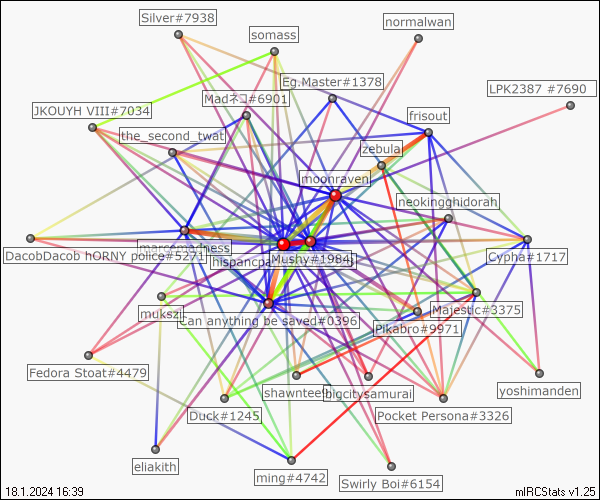 Silver#7938
normalwan
somass
Eg.Master#1378
LPK2387 #7690
Madネコ#6901
JKOUYH VIII#7034
frisout
the_second_twat
zebula
moonraven
neokingghidorah
DacobDacob hORNY police#5271
hispancpa
Mushy#1984
Cypha#1717
muks
Can anything be saved#0396
Majestic#3375
Pikabro#9971
Fedora Stoat#4479
shawntee
bigcitysamurai
yoshimanden
Duck#1245
Pocket Persona#3326
eliakith
ming#4742
Swirly Boi#6154
18.1.2024 16:39
mIRCStats v1.25